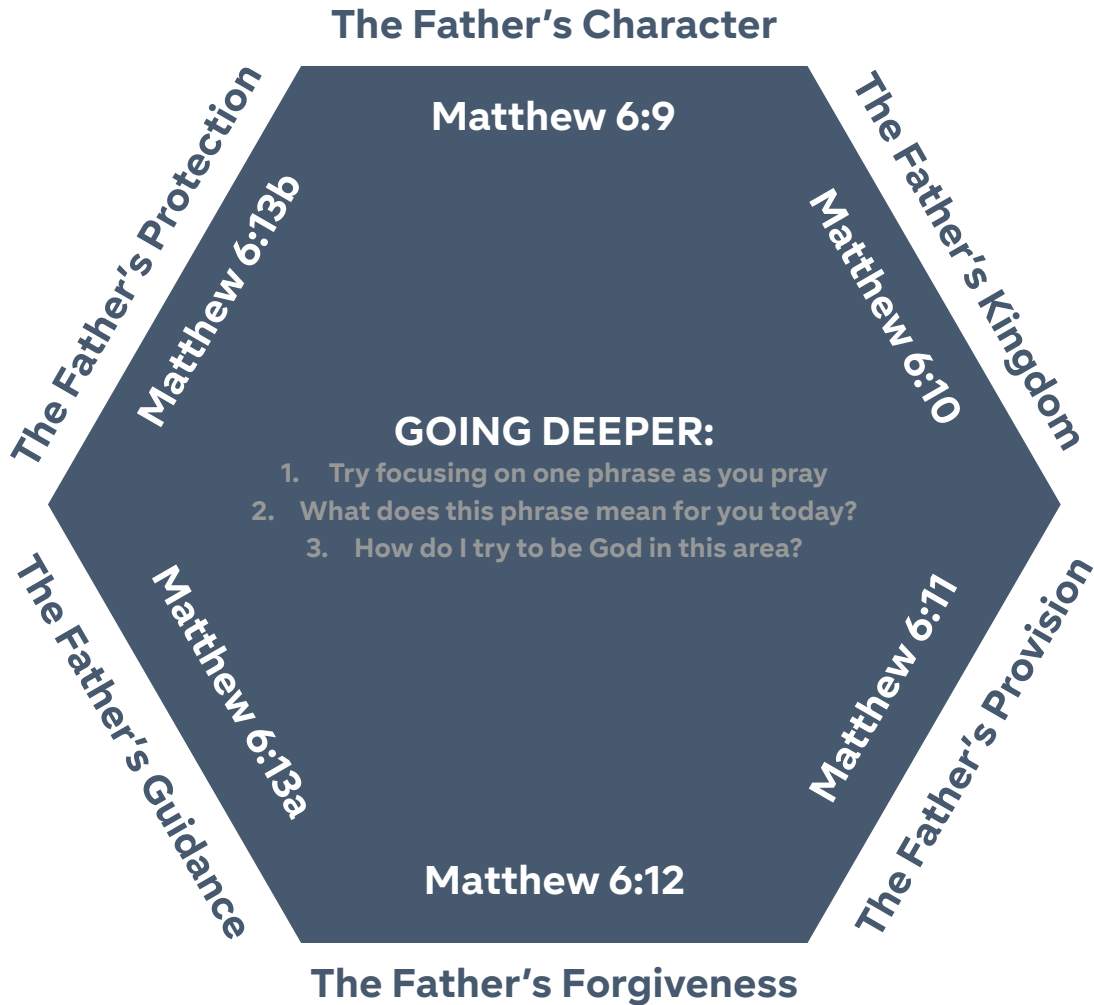 The Father’s Character
Matthew 6:9
The Father’s Kingdom
Matthew 6:10
The Father’s Provision
Matthew 6:11
The Father’s Forgiveness
Matthew 6:12
The Father’s Guidance
Matthew 6:13a
The Father’s Protection
Matthew 6:13b
GOING DEEPER:
1. Try focusing on one phrase as you pray
2. What does this phrase mean for you today?
3. How do I try to be God in this area?